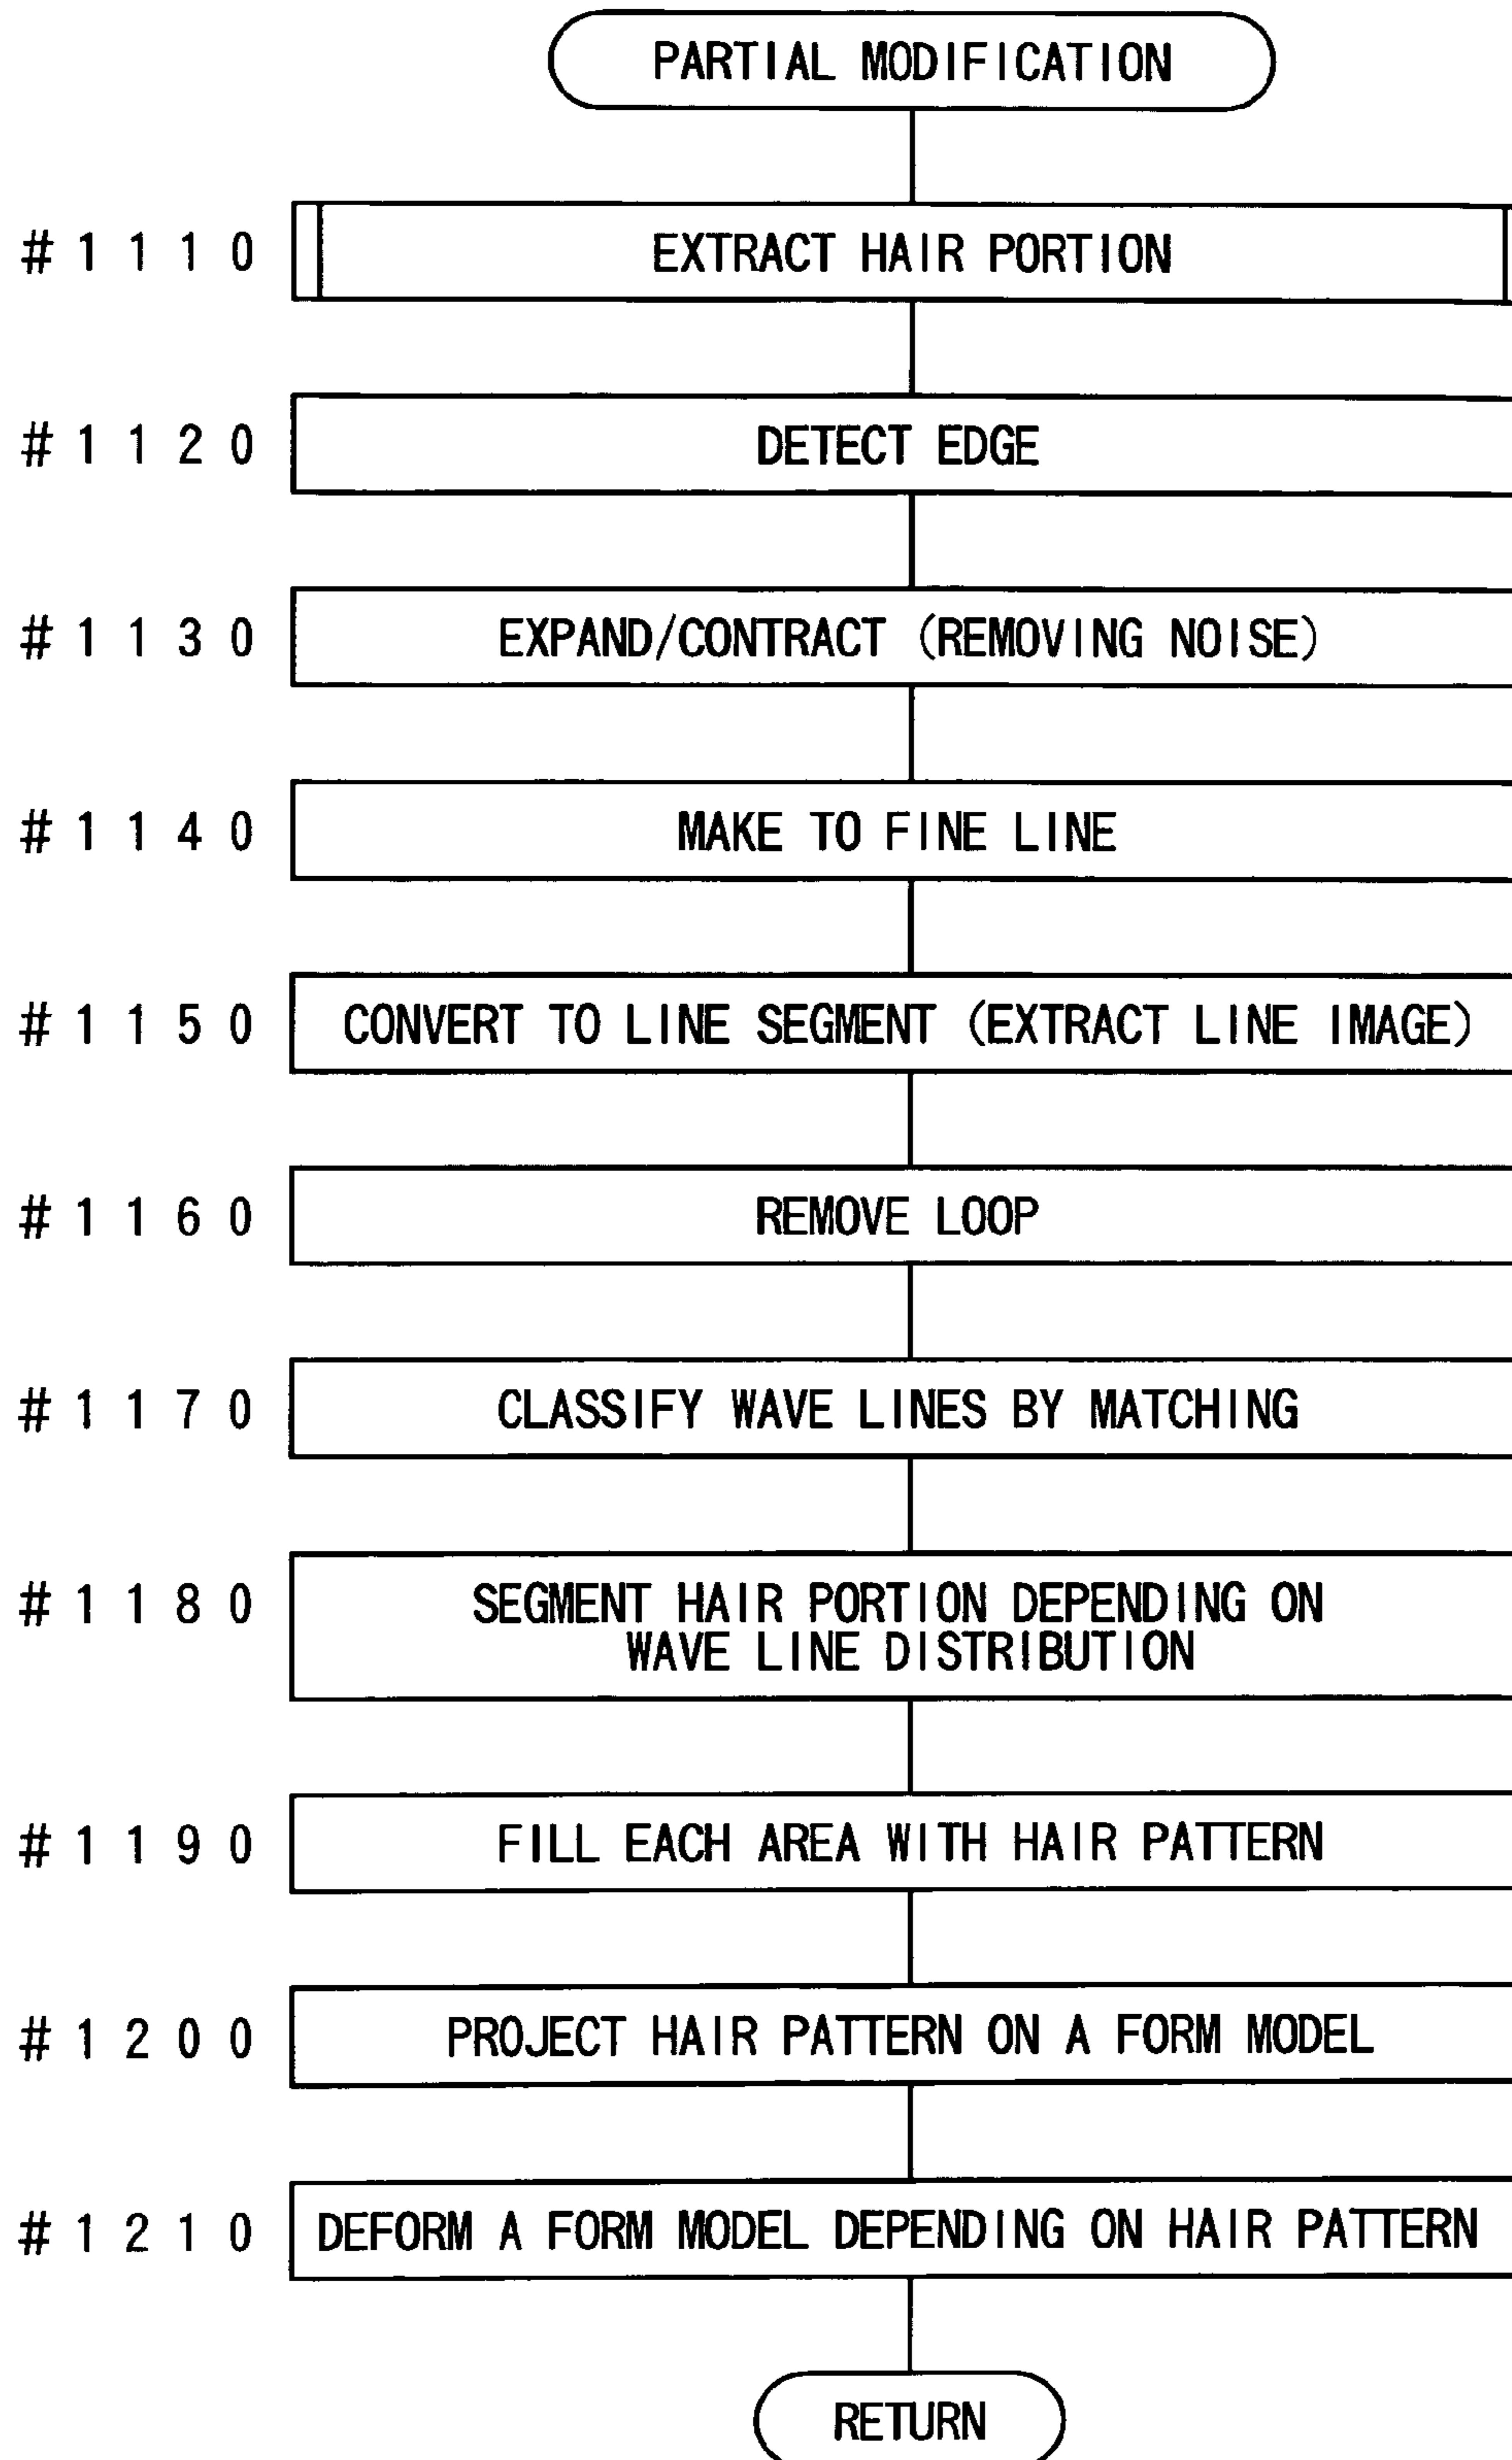 PARTIAL MODIFICATION
#1110 EXTRACT HAIR PORTION
#1120 DETECT EDGE
#1130 EXPAND/CONTRACT (REMOVING NOISE)
#1140 MAKE TO FINE LINE
#1150 CONVERT TO LINE SEGMENT (EXTRACT LINE IMAGE)
#1160 REMOVE LOOP
#1170 CLASSIFY WAVE LINES BY MATCHING
#1180 SEGMENT HAIR PORTION DEPENDING ON
WAVE LINE DISTRIBUTION
#1190 FILL EACH AREA WITH HAIR PATTERN
#1200 PROJECT HAIR PATTERN ON A FORM MODEL
#1210 DEFORM A FORM MODEL DEPENDING ON HAIR PATTERN
RETURN